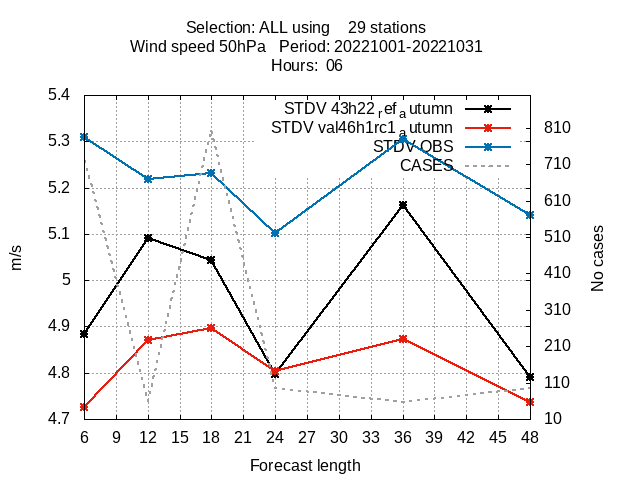 Selection: ALL using    29 stations
Wind speed 50hPa   Period: 20221001-20221031
Hours:  06
STDV 43h22refautumn
STDV val46h1rc1autumn
STDV OBS
CASES
5.4
5.3
5.2
5.1
5
4.9
4.8
4.7
m/s
810
710
610
510
410
310
210
110
10
No cases
6 9 12 15 18 21 24 27 30 33 36 39 42 45 48
Forecast length